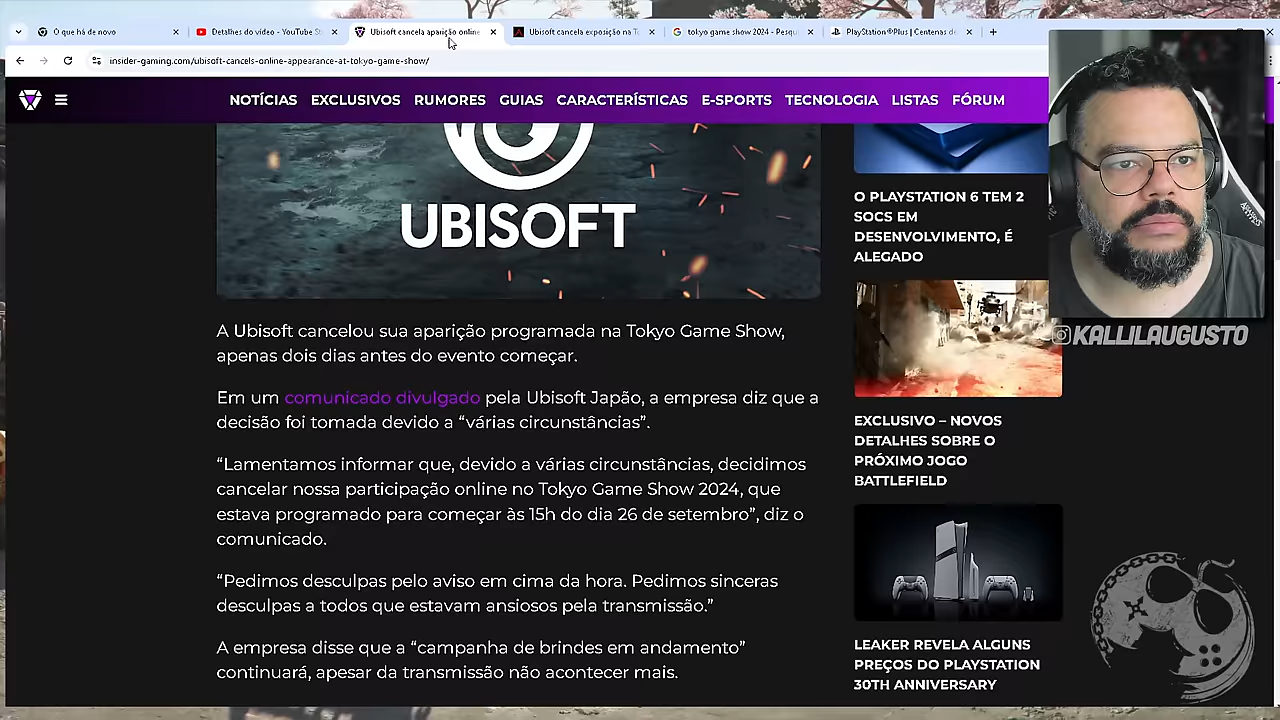 O que há de novo
Detalhes do vídeo - YouTube S
Ubisoft cancela aparição online
Ubisoft cancela exposição na T
tokyo game show 2024 - Pesqu
PlayStation®Plus | Centenas de
insider-gaming.com/ubisoft-cancels-online-appearance-at-tokyo-game-show/
NOTÍCIAS EXCLUSIVOS RUMORES GUIAS CARACTERÍSTICAS E-SPORTS TECNOLOGIA LISTAS FÓRUM
UBISOFT
A Ubisoft cancelou sua aparição programada na Tokyo Game Show,
apenas dois dias antes do evento começar.
Em um comunicado divulgado pela Ubisoft Japão, a empresa diz que a
decisão foi tomada devido a “várias circunstâncias”.
“Lamentamos informar que, devido a várias circunstâncias, decidimos
cancelar nossa participação online no Tokyo Game Show 2024, que
estava programado para começar às 15h do dia 26 de setembro”, diz o
comunicado.
“Pedimos desculpas pelo aviso em cima da hora. Pedimos sinceras
desculpas a todos que estavam ansiosos pela transmissão.”
A empresa disse que a “campanha de brindes em andamento”
continuará, apesar da transmissão não acontecer mais.
O PLAYSTATION 6 TEM 2
SOCS EM
DESENVOLVIMENTO, É
ALEGADO
EXCLUSIVO – NOVOS
DETALHES SOBRE O
PRÓXIMO JOGO
BATTLEFIELD
LEAKER REVELA ALGUNS
PREÇOS DO PLAYSTATION
30TH ANNIVERSARY
KALLILAUGUSTO